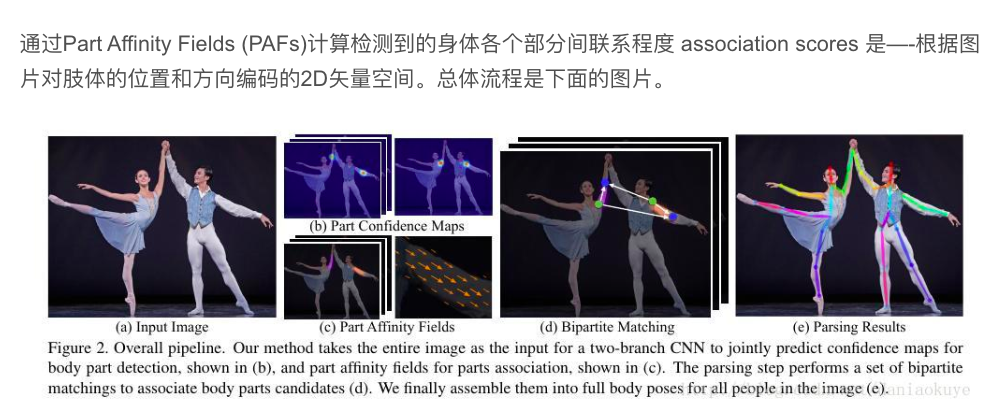 通过Part Affinity Fields (PAFs)计算检测到的身体各个部分间联系程度 association scores 是—-根据图
片对肢体的位置和方向编码的2D矢量空间。总体流程是下面的图片。
(b) Part Confidence Maps
(a) Input Image
(c) Part Affinity Fields
(d) Bipartite Matching
(e) Parsing Results
Figure 2. Overall pipeline. Our method takes the entire image as the input for a two-branch CNN to jointly predict confidence maps for
body part detection, shown in (b), and part affinity fields for parts association, shown in (c). The parsing step performs a set of bipartite
matchings to associate body parts candidates (d). We finally assemble them into full body poses for all people in the image (e).